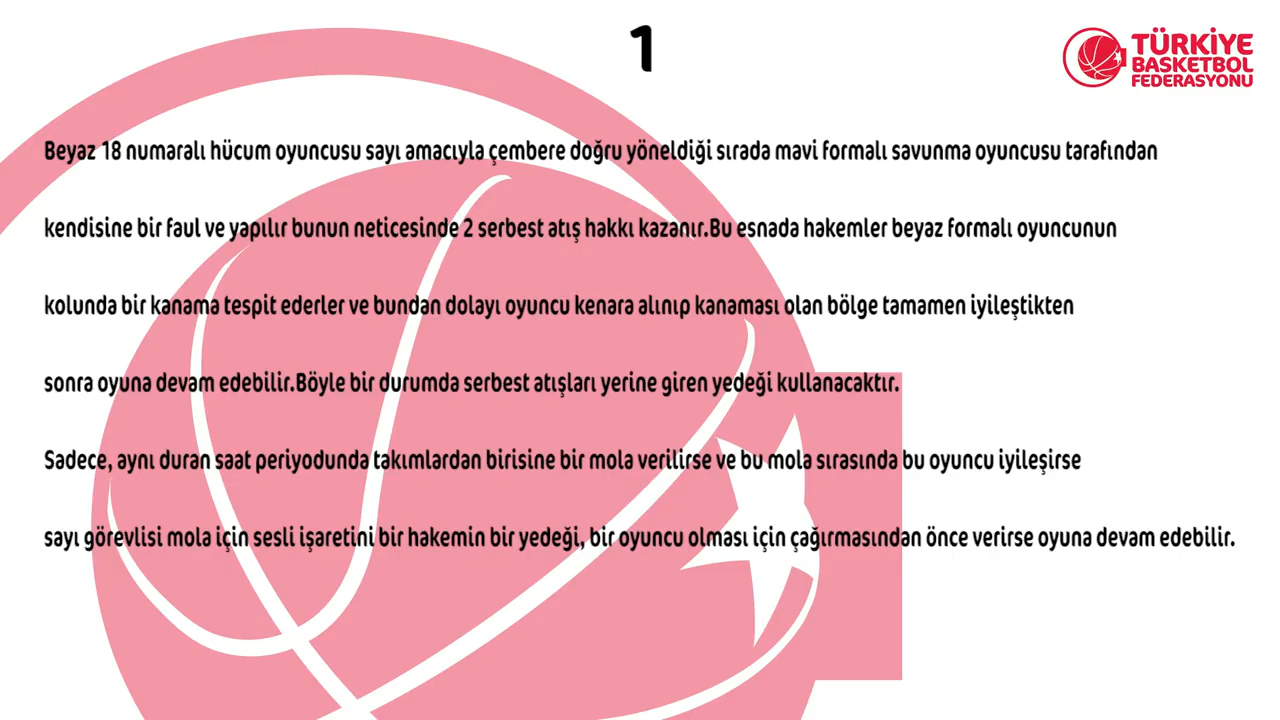 1
TÜRKİYE
BASKETBOL
FEDERASYONU
Beyaz 18 numaralı hücum oyuncusu sayı amacıyla çembere doğru yöneldiği sırada mavi formalı savunma oyuncusu tarafından
kendisine bir faul ve yapılır bunun neticesinde 2 serbest atış hakkı kazanır.Bu esnada hakemler beyaz formalı oyuncunun
kolunda bir kanama tespit ederler ve bundan dolayı oyuncu kenara alınıp kanaması olan bölge tamamen iyileştikten
sonra oyuna devam edebilir.Böyle bir durumda serbest atışları yerine giren yedeği kullanacaktır.
Sadece, aynı duran saat periyodunda takımlardan birisine bir mola verilirse ve bu mola sırasında bu oyuncu iyileşirse
sayı görevlisi mola için sesli işaretini bir hakemin bir yedeği, bir oyuncu olması için çağırmasından önce verirse oyuna devam edebilir.